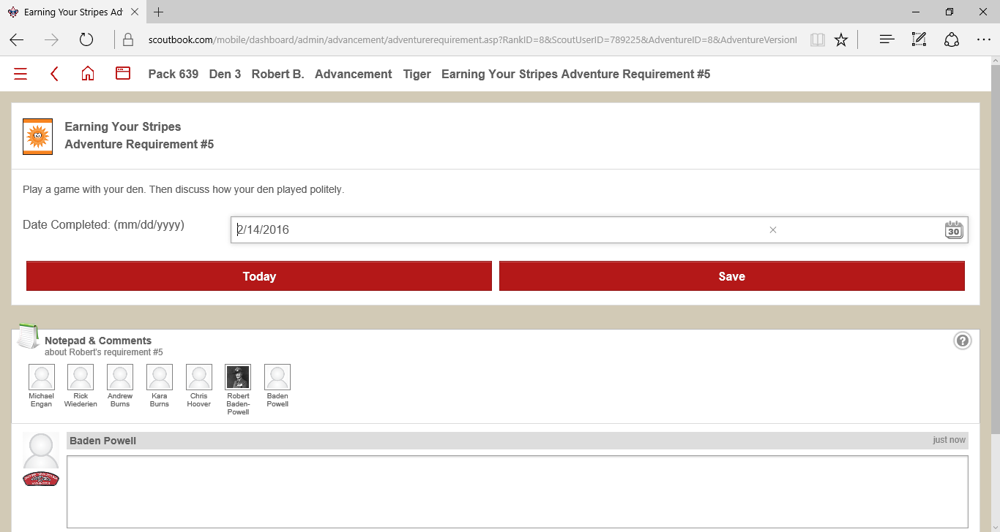 Earning Your Stripes Ad
scoutbook.com/mobile/dashboard/admin/advancement/adventurerequirement.asp?RankID=8&ScoutUserID=789225&AdventureID=8&AdventureVersionI
Pack 639 Den 3 Robert B. Advancement Tiger Earning Your Stripes Adventure Requirement #5
Earning Your Stripes
Adventure Requirement #5
Play a game with your den. Then discuss how your den played politely.
Date Completed: (mm/dd/yyyy)
2/14/2016
30
Today
Save
Notepad & Comments
about Robert's requirement #5
?
Michael
Engan
Rick
Wiederien
Andrew
Burns
Kara
Burns
Chris
Hoover
Robert
Baden-
Powell
Baden
Powell
Baden Powell
just now